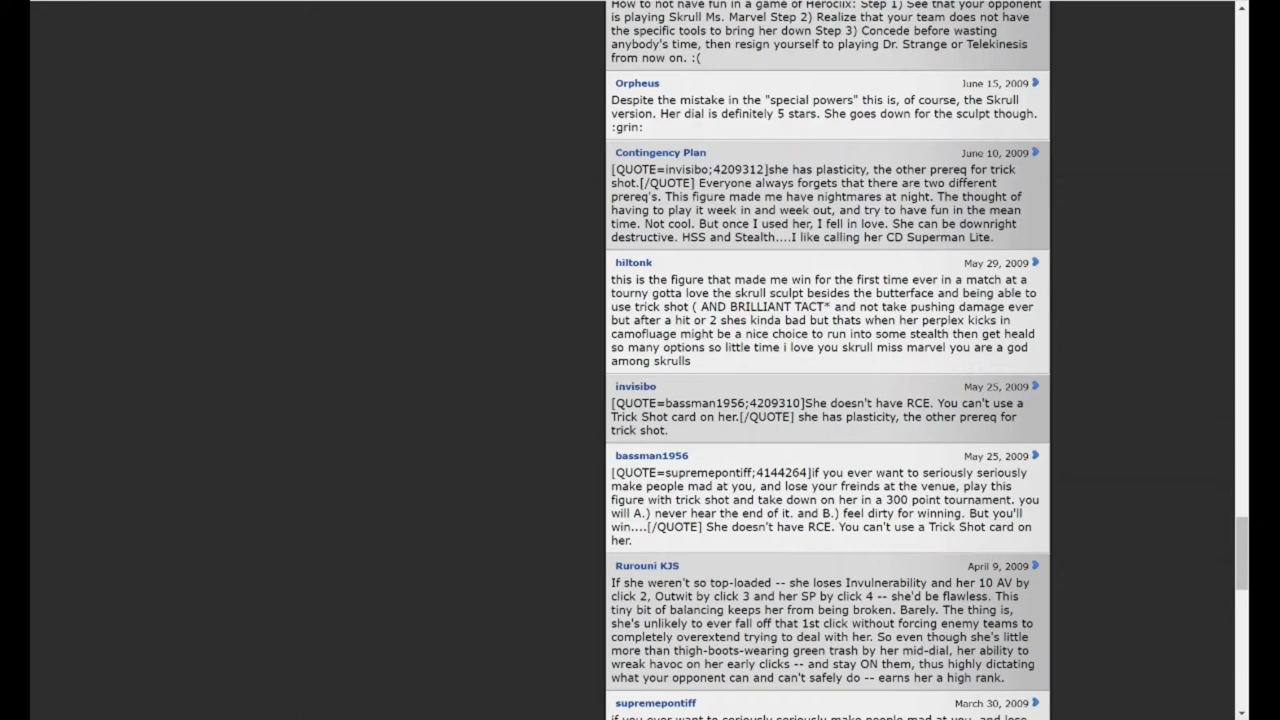 How to not have fun in a game of Heroclix: Step 1) See that your opponent
is playing Skrull Ms. Marvel Step 2) Realize that your team does not have
the specific tools to bring her down Step 3) Concede before wasting
anybody's time, then resign yourself to playing Dr. Strange or Telekinesis
from now on. :(
Orpheus June 15, 2009
Despite the mistake in the "special powers" this is, of course, the Skrull
version. Her dial is definitely 5 stars. She goes down for the sculpt though.
:grin:
Contingency Plan June 10, 2009
[QUOTE=invisibo;4209312]she has plasticity, the other prereq for trick
shot.[/QUOTE] Everyone always forgets that there are two different
prereq's. This figure made me have nightmares at night. The thought of
having to play it week in and week out, and try to have fun in the mean
time. Not cool. But once I used her, I fell in love. She can be downright
destructive. HSS and Stealth....I like calling her CD Superman Lite.
hiltonk May 29, 2009
this is the figure that made me win for the first time ever in a match at a
tourny gotta love the skrull sculpt besides the butterface and being able to
use trick shot ( AND BRILLIANT TACT* and not take pushing damage ever
but after a hit or 2 shes kinda bad but thats when her perplex kicks in
camofluage might be a nice choice to run into some stealth then get heald
so many options so little time i love you skrull miss marvel you are a god
among skrulls
invisibo May 25, 2009
[QUOTE=bassman1956;4209310]She doesn't have RCE. You can't use a
Trick Shot card on her.[/QUOTE] she has plasticity, the other prereq for
trick shot.
bassman1956 May 25, 2009
[QUOTE=supremepontiff;4144264]if you ever want to seriously seriously
make people mad at you, and lose your freinds at the venue, play this
figure with trick shot and take down on her in a 300 point tournament. you
will A.) never hear the end of it. and B.) feel dirty for winning. But you'll
win....[/QUOTE] She doesn't have RCE. You can't use a Trick Shot card on
her.
Rurouni KJS April 9, 2009
If she weren't so top-loaded -- she loses Invulnerability and her 10 AV by
click 2, Outwit by click 3 and her SP by click 4 -- she'd be flawless. This
tiny bit of balancing keeps her from being broken. Barely. The thing is,
she's unlikely to ever fall off that 1st click without forcing enemy teams to
completely overextend trying to deal with her. So even though she's little
more than thigh-boots-wearing green trash by her mid-dial, her ability to
wreak havoc on her early clicks -- and stay ON them, thus highly dictating
what your opponent can and can't safely do -- earns her a high rank.
supremepontiff March 30, 2009
if you ever want to seriously seriously make people mad at you, and lose